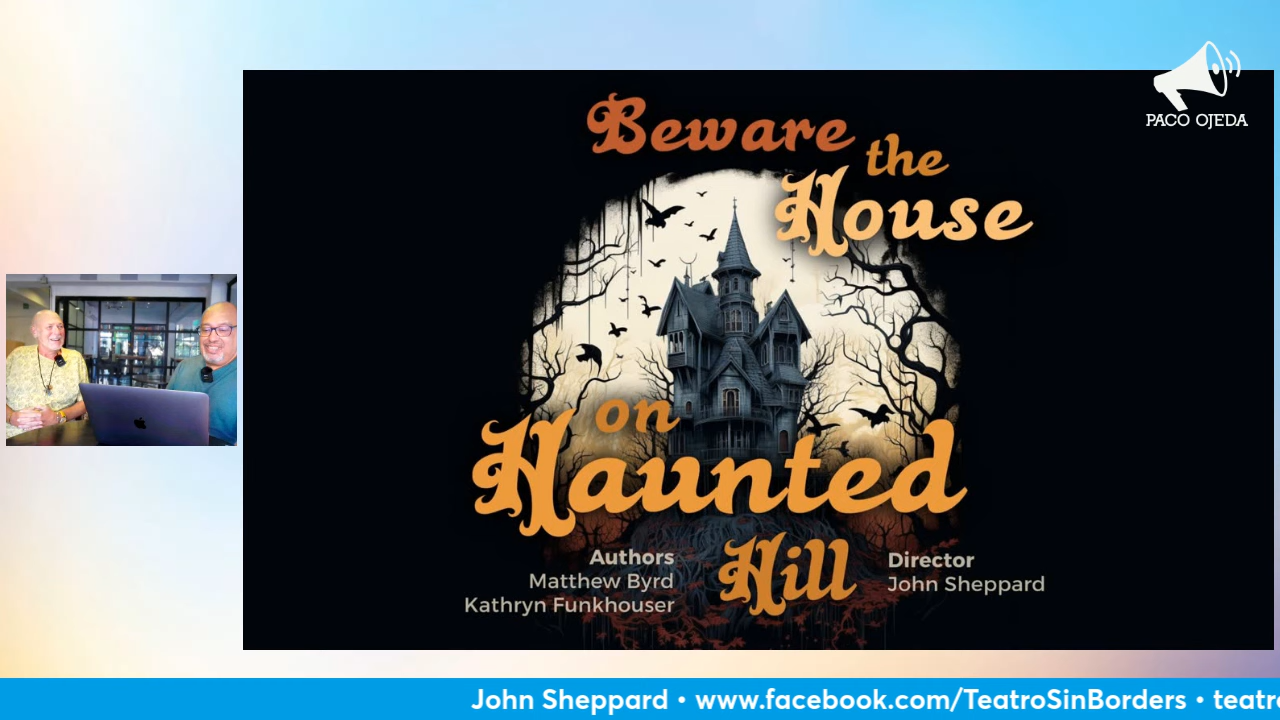 PACO OJEDA
Beware
the
House
on
Haunted
Hill
Authors
Matthew Byrd
Kathryn Funkhouser
Director
John Sheppard
John Sheppard • www.facebook.com/TeatroSinBorders • teatr